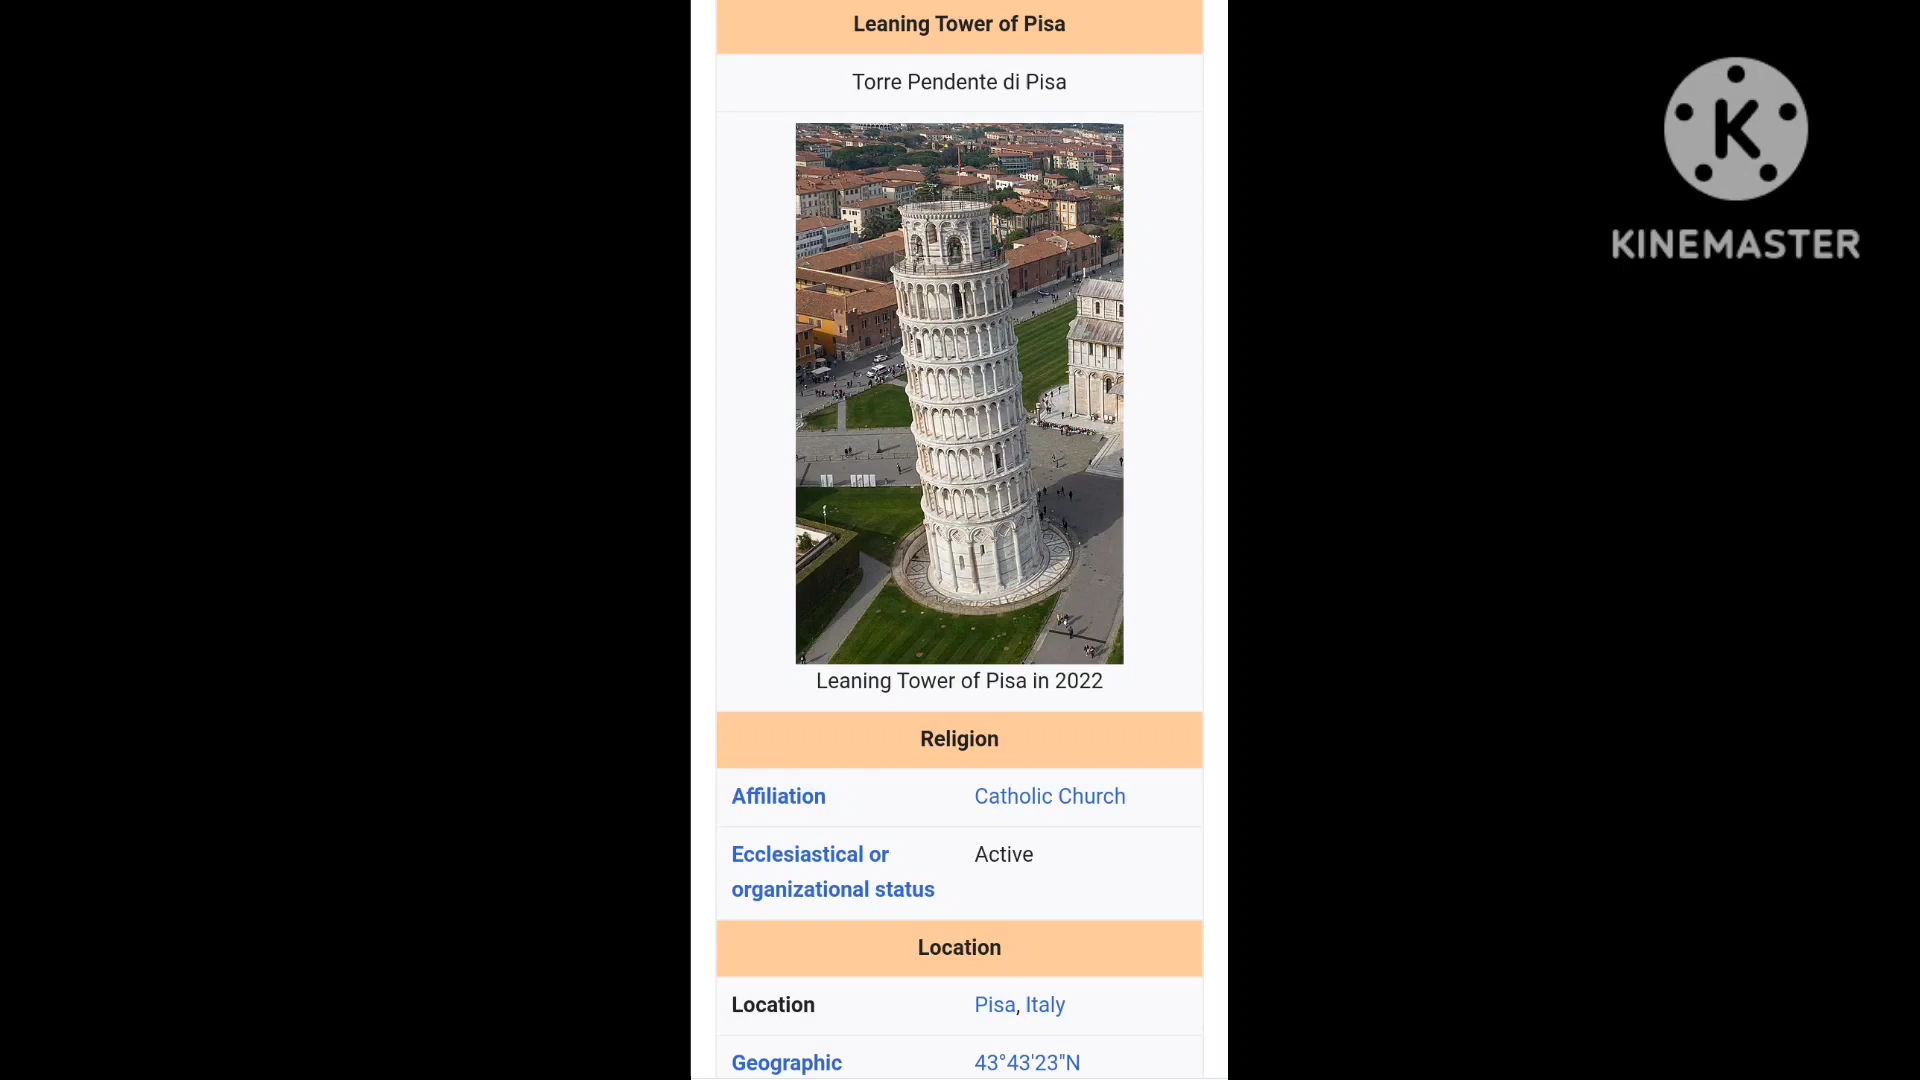 Leaning Tower of Pisa
Torre Pendente di Pisa
K
KINEMASTER
Leaning Tower of Pisa in 2022
Religion
Affiliation Catholic Church
Ecclesiastical or Active
organizational status
Location
Location Pisa, Italy
Geographic 43°43'23"N